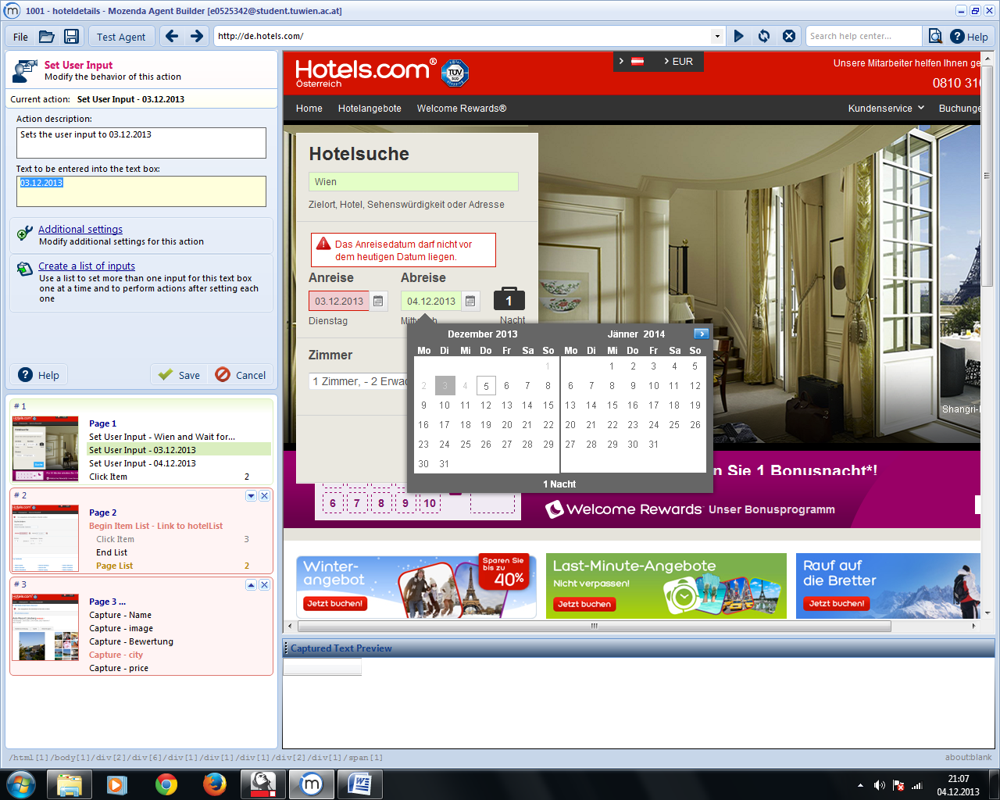 1001 - hoteldetails - Mozenda Agent Builder [e0525342@student.tuwien.ac.at]
File
Test Agent
http://de.hotels.com/
Search help center...
Help
Set User Input
Modify the behavior of this action
Current action: Set User Input - 03.12.2013
Action description:
Sets the user input to 03.12.2013
Text to be entered into the text box:
03.12.2013
Additional settings
Modify additional settings for this action
Create a list of inputs
Use a list to set more than one input for this text box
one at a time and to perform actions after setting each
one
Help
Save
Cancel
# 1
Page 1
Set User Input - Wien and Wait for...
Set User Input - 03.12.2013
Set User Input - 04.12.2013
Click Item 2
# 2
Page 2
Begin Item List - Link to hotelList
Click Item 3
End List
Page List 2
# 3
Page 3 ...
Capture - Name
Capture - image
Capture - Bewertung
Capture - city
Capture - price
Hotels.com®
Österreich
TÜV
SÜD
EUR
Unsere Mitarbeiter helfen Ihnen ge
0810 310
Home Hotelangebote Welcome Rewards®
Kundenservice Buchunge
Hotelsuche
Wien
Zielort, Hotel, Sehenswürdigkeit oder Adresse
Das Anreisedatum darf nicht vor
dem heutigen Datum liegen.
Anreise Abreise
03.12.2013 04.12.2013 1
Dienstag Nacht
Zimmer
1 Zimmer, - 2 Erwac
Dezember 2013 Jänner 2014
Mo Di Mi Do Fr Sa So Mo Di Mi Do Fr Sa So
1 1 2 3 4 5
2 3 4 5 6 7 8 6 7 8 9 10 11 12
9 10 11 12 13 14 15 13 14 15 16 17 18 19
16 17 18 19 20 21 22 20 21 22 23 24 25 26
23 24 25 26 27 28 29 27 28 29 30 31
30 31
1 Nacht
Shangri-
n Sie 1 Bonusnacht*!
6 7 8 9 10
Welcome Rewards® Unser Bonusprogramm
Winter-
angebot
Jetzt buchen!
Sparen Sie
bis zu
40%
Last-Minute-Angebote
Nicht verpassen!
Jetzt buchen
Rauf auf
die Bretter
Jetzt buchen!
Captured Text Preview
/html[1]/body[1]/div[2]/div[6]/div[1]/div[1]/div[1]/div[2]/div[1]/span[1]
about:blank
21:07
04.12.2013